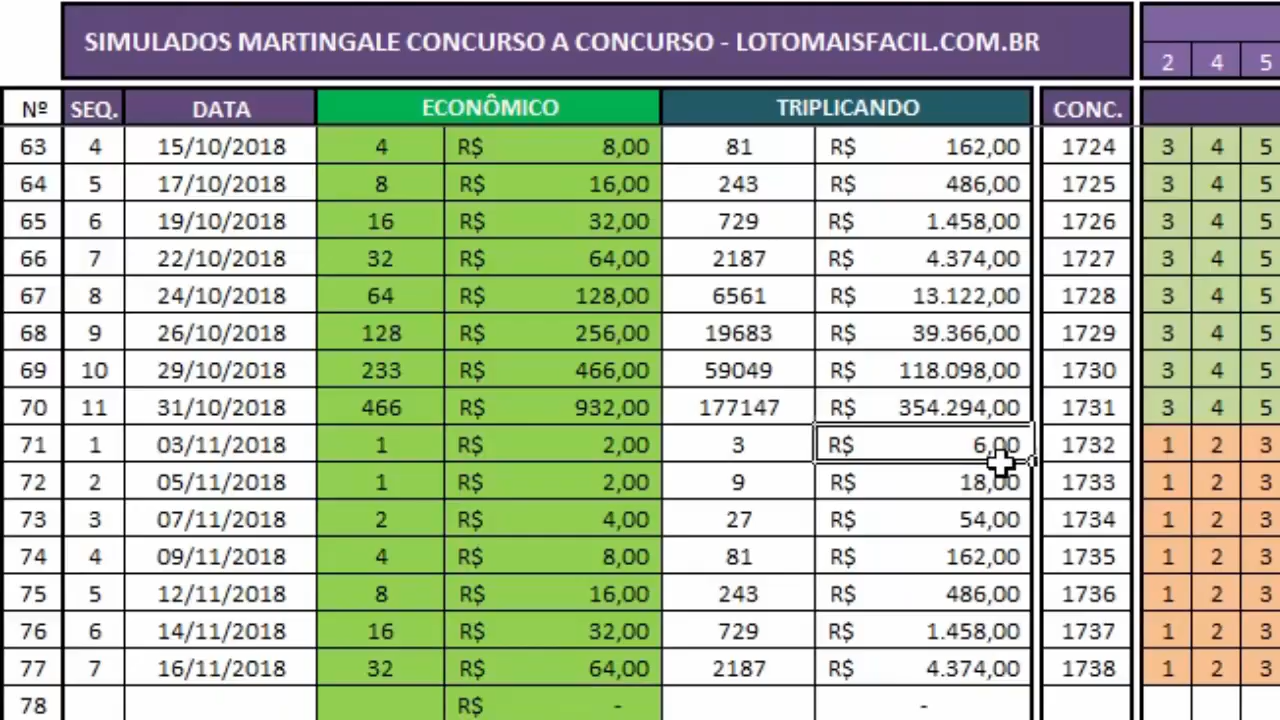 SIMULADOS MARTINGALE CONCURSO A CONCURSO - LOTOMAISFACIL.COM.BR
2 4 5
Nº SEQ. DATA ECONÔMICO TRIPLICANDO CONC.
63 4 15/10/2018 4 R$ 8,00 81 R$ 162,00 1724 3 4 5
64 5 17/10/2018 8 R$ 16,00 243 R$ 486,00 1725 3 4 5
65 6 19/10/2018 16 R$ 32,00 729 R$ 1.458,00 1726 3 4 5
66 7 22/10/2018 32 R$ 64,00 2187 R$ 4.374,00 1727 3 4 5
67 8 24/10/2018 64 R$ 128,00 6561 R$ 13.122,00 1728 3 4 5
68 9 26/10/2018 128 R$ 256,00 19683 R$ 39.366,00 1729 3 4 5
69 10 29/10/2018 233 R$ 466,00 59049 R$ 118.098,00 1730 3 4 5
70 11 31/10/2018 466 R$ 932,00 177147 R$ 354.294,00 1731 3 4 5
71 1 03/11/2018 1 R$ 2,00 3 R$ 6,00 1732 1 2 3
72 2 05/11/2018 1 R$ 2,00 9 R$ 18,00 1733 1 2 3
73 3 07/11/2018 2 R$ 4,00 27 R$ 54,00 1734 1 2 3
74 4 09/11/2018 4 R$ 8,00 81 R$ 162,00 1735 1 2 3
75 5 12/11/2018 8 R$ 16,00 243 R$ 486,00 1736 1 2 3
76 6 14/11/2018 16 R$ 32,00 729 R$ 1.458,00 1737 1 2 3
77 7 16/11/2018 32 R$ 64,00 2187 R$ 4.374,00 1738 1 2 3
78 R$ - -